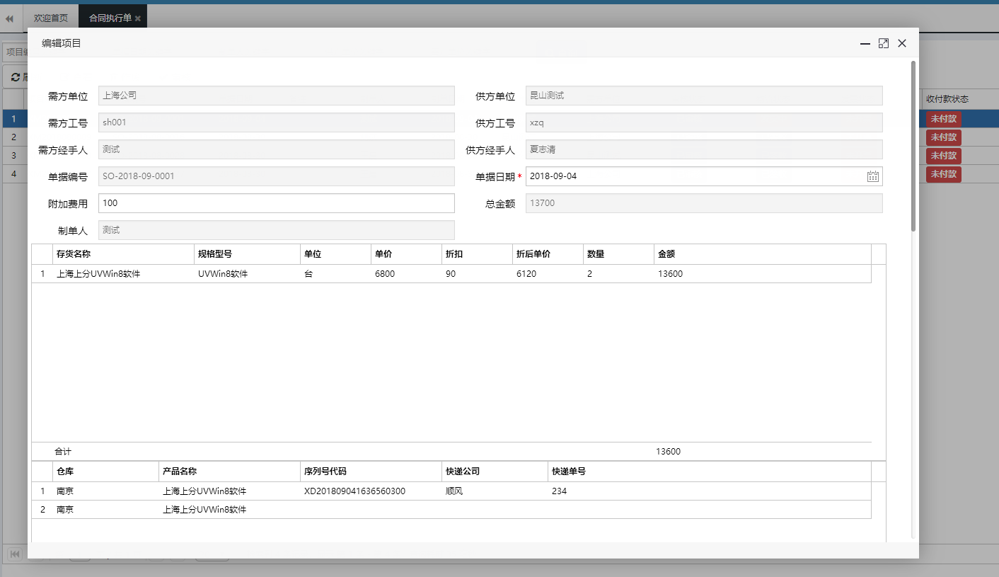 欢迎首页 合同执行单
编辑项目
项目编
收付款状态
1 未付款
2 未付款
3 未付款
4 未付款
需方单位 上海公司 供方单位 昆山测试
需方工号 sh001 供方工号 xzq
需方经手人 测试 供方经手人 夏志清
单据编号 SO-2018-09-0001 单据日期 * 2018-09-04
附加费用 100 总金额 13700
制单人 测试
存货名称 规格型号 单位 单价 折扣 折后单价 数量 金额
1 上海上分UVWin8软件 UVWin8软件 台 6800 90 6120 2 13600
合计 13600
仓库 产品名称 序列号代码 快递公司 快递单号
1 南京 上海上分UVWin8软件 XD201809041636560300 顺风 234
2 南京 上海上分UVWin8软件